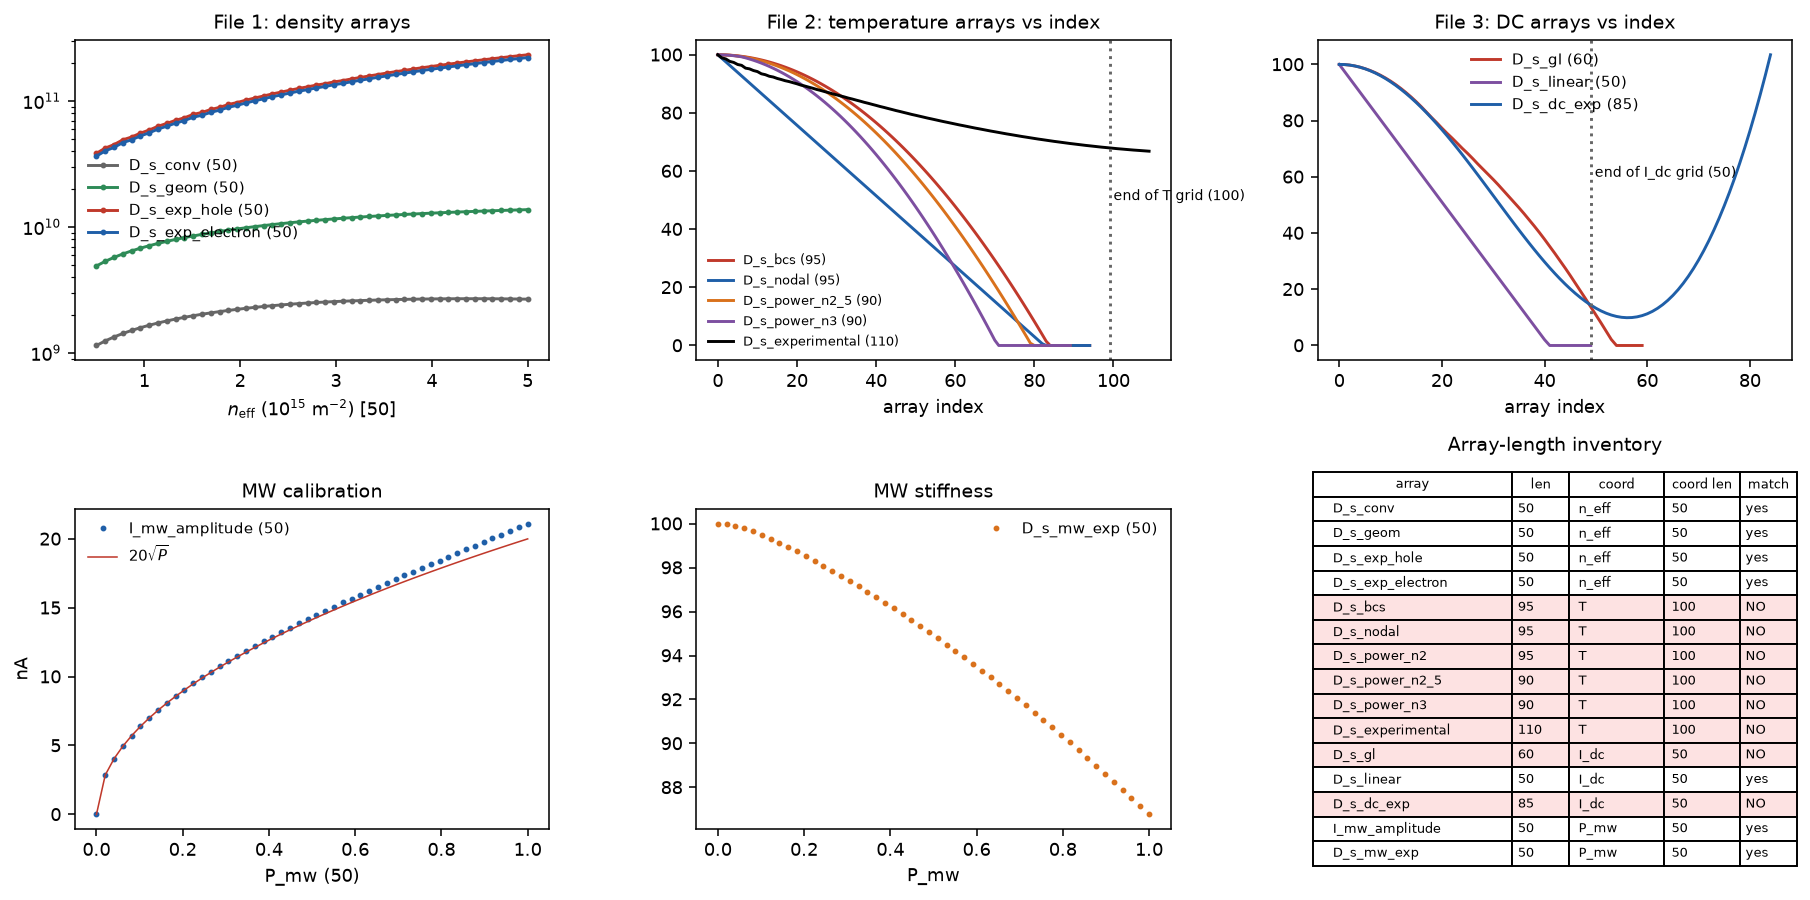 File 1: density arrays
10¹¹
10¹⁰
10⁹
D_s_conv (50)
D_s_geom (50)
D_s_exp_hole (50)
D_s_exp_electron (50)
1 2 3 4 5
n_eff (10¹⁵ m⁻²) [50]
File 2: temperature arrays vs index
100
80
60
40
20
0
end of T grid (100)
D_s_bcs (95)
D_s_nodal (95)
D_s_power_n2_5 (90)
D_s_power_n3 (90)
D_s_experimental (110)
0 20 40 60 80 100
array index
File 3: DC arrays vs index
100
80
60
40
20
0
D_s_gl (60)
D_s_linear (50)
D_s_dc_exp (85)
end of I_dc grid (50)
0 20 40 60 80
array index
MW calibration
I_mw_amplitude (50)
20√P
nA
20
15
10
5
0
0.0 0.2 0.4 0.6 0.8 1.0
P_mw (50)
MW stiffness
D_s_mw_exp (50)
100
98
96
94
92
90
88
0.0 0.2 0.4 0.6 0.8 1.0
P_mw
Array-length inventory
array len coord coord len match
D_s_conv 50 n_eff 50 yes
D_s_geom 50 n_eff 50 yes
D_s_exp_hole 50 n_eff 50 yes
D_s_exp_electron 50 n_eff 50 yes
D_s_bcs 95 T 100 NO
D_s_nodal 95 T 100 NO
D_s_power_n2 95 T 100 NO
D_s_power_n2_5 90 T 100 NO
D_s_power_n3 90 T 100 NO
D_s_experimental 110 T 100 NO
D_s_gl 60 I_dc 50 NO
D_s_linear 50 I_dc 50 yes
D_s_dc_exp 85 I_dc 50 NO
I_mw_amplitude 50 P_mw 50 yes
D_s_mw_exp 50 P_mw 50 yes